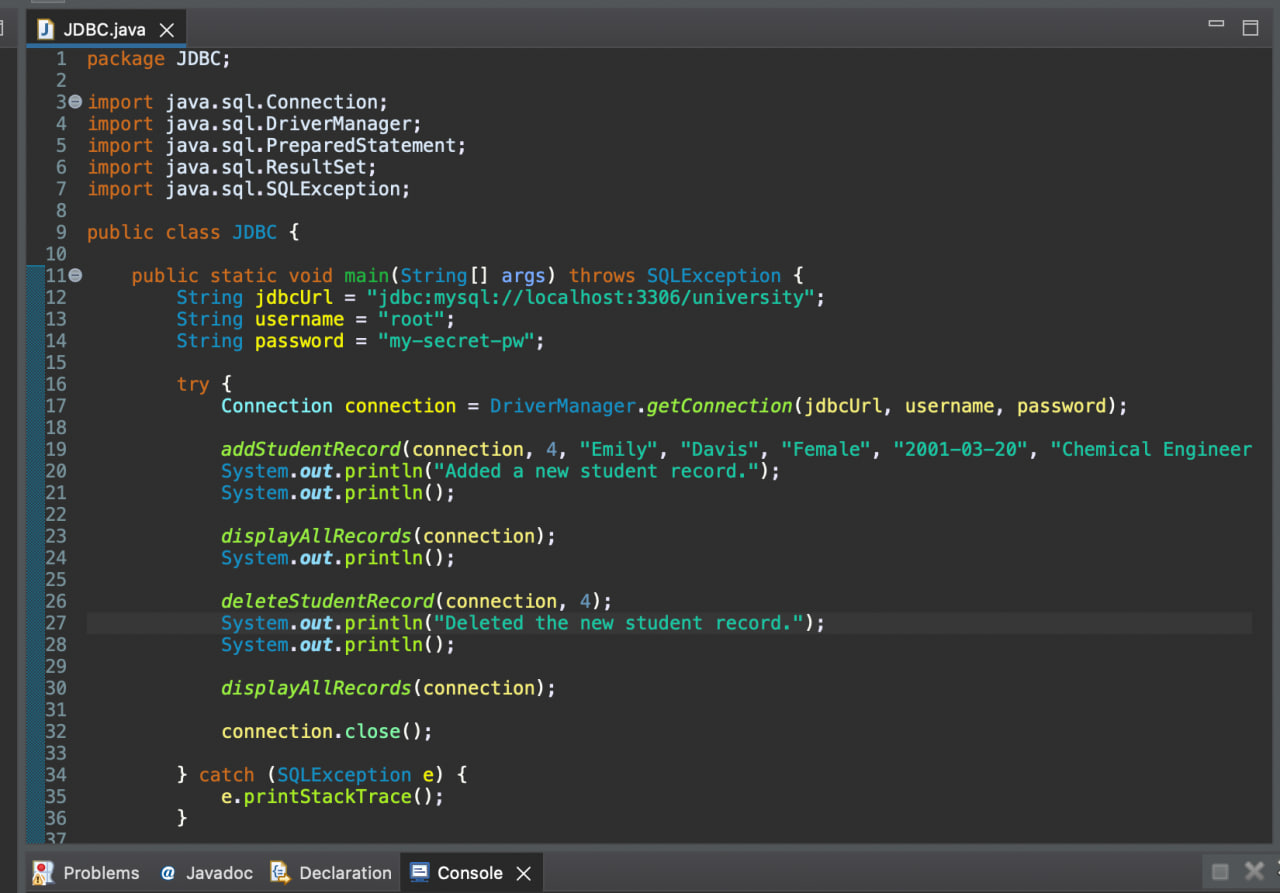 JDBC.java
1 package JDBC;
2
3 import java.sql.Connection;
4 import java.sql.DriverManager;
5 import java.sql.PreparedStatement;
6 import java.sql.ResultSet;
7 import java.sql.SQLException;
8
9 public class JDBC {
10
11     public static void main(String[] args) throws SQLException {
12         String jdbcUrl = "jdbc:mysql://localhost:3306/university";
13         String username = "root";
14         String password = "my-secret-pw";
15
16         try {
17             Connection connection = DriverManager.getConnection(jdbcUrl, username, password);
18
19             addStudentRecord(connection, 4, "Emily", "Davis", "Female", "2001-03-20", "Chemical Engineer
20             System.out.println("Added a new student record.");
21             System.out.println();
22
23             displayAllRecords(connection);
24             System.out.println();
25
26             deleteStudentRecord(connection, 4);
27             System.out.println("Deleted the new student record.");
28             System.out.println();
29
30             displayAllRecords(connection);
31
32             connection.close();
33
34         } catch (SQLException e) {
35             e.printStackTrace();
36         }
37
Problems @ Javadoc Declaration Console